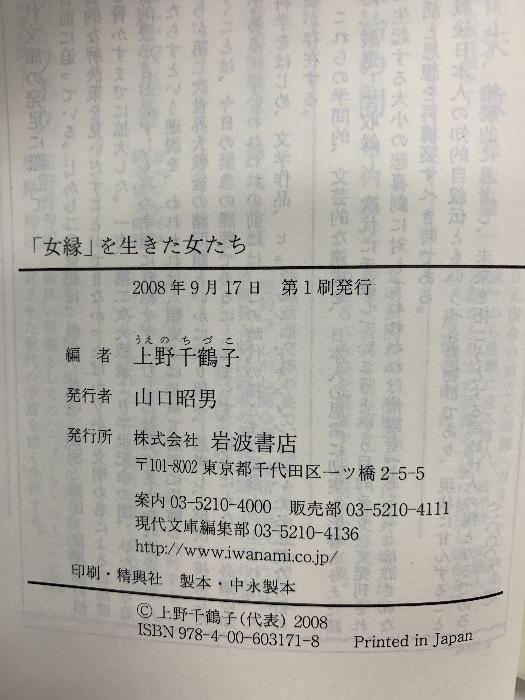 「女縁」を生きた女たち
2008年9月17日　第1刷発行
うえのちづこ
編　者　上野千鶴子
発行者　山口昭男
発行所　株式会社 岩波書店
〒101-8002 東京都千代田区一ツ橋2-5-5
案内 03-5210-4000　販売部 03-5210-4111
現代文庫編集部 03-5210-4136
http://www.iwanami.co.jp/
印刷・精興社　製本・中永製本
© 上野千鶴子(代表) 2008
ISBN 978-4-00-603171-8　Printed in Japan